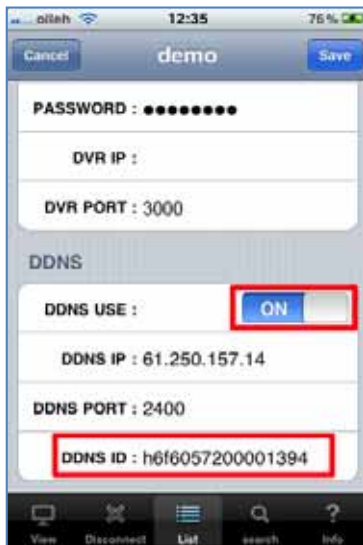 olleh 12:35 76%
Cancel demo Save
PASSWORD : ●●●●●●●●
DVR IP :
DVR PORT : 3000
DDNS
DDNS USE : ON
DDNS IP : 61.250.157.14
DDNS PORT : 2400
DDNS ID : h6f6057200001394
View Disconnect List search Info